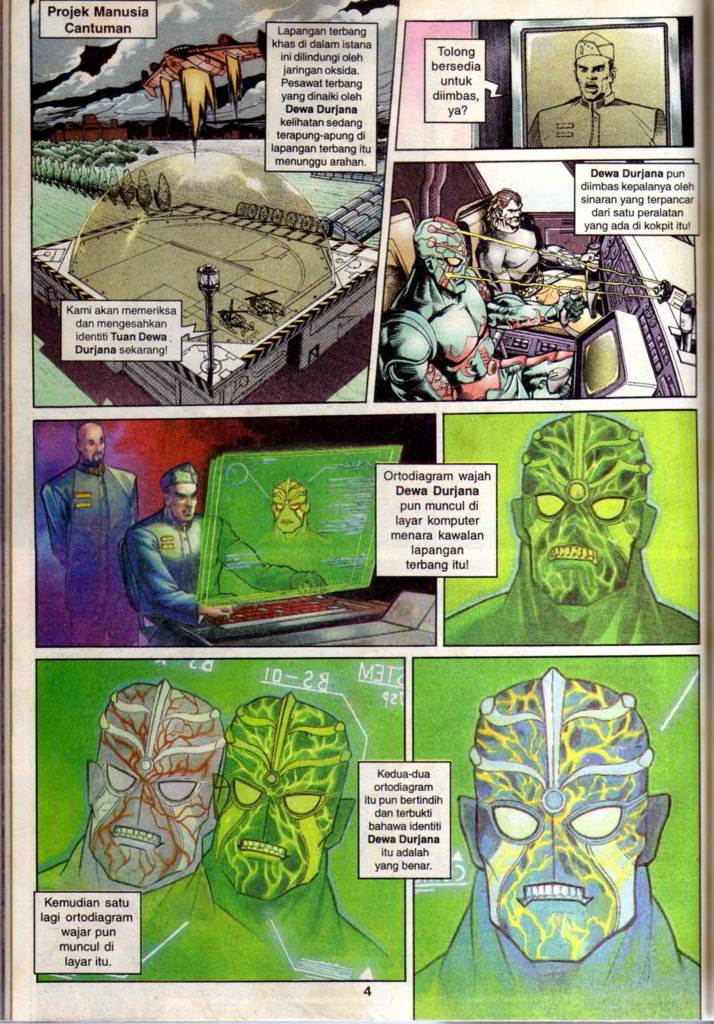 Projek Manusia
Cantuman
Lapangan terbang
khas di dalam istana
ini dilindungi oleh
jaringan oksida.
Pesawat terbang
yang dinaiki oleh
Dewa Durjana
kelihatan sedang
terapung-apung di
lapangan terbang itu
menunggu arahan.
Kami akan memeriksa
dan mengesahkan
identiti Tuan Dewa
Durjana sekarang!
Tolong
bersedia
untuk
diimbas,
ya?
Dewa Durjana pun
diimbas kepalanya oleh
sinaran yang terpancar
dari satu peralatan
yang ada di kokpit itu!
Ortodiagram wajah
Dewa Durjana
pun muncul di
layar komputer
menara kawalan
lapangan
terbang itu!
BS-01
STEM
Kemudian satu
lagi ortodiagram
wajar pun
muncul di
layar itu.
Kedua-dua
ortodiagram
itu pun bertindih
dan terbukti
bahawa identiti
Dewa Durjana
itu adalah
yang benar.
4